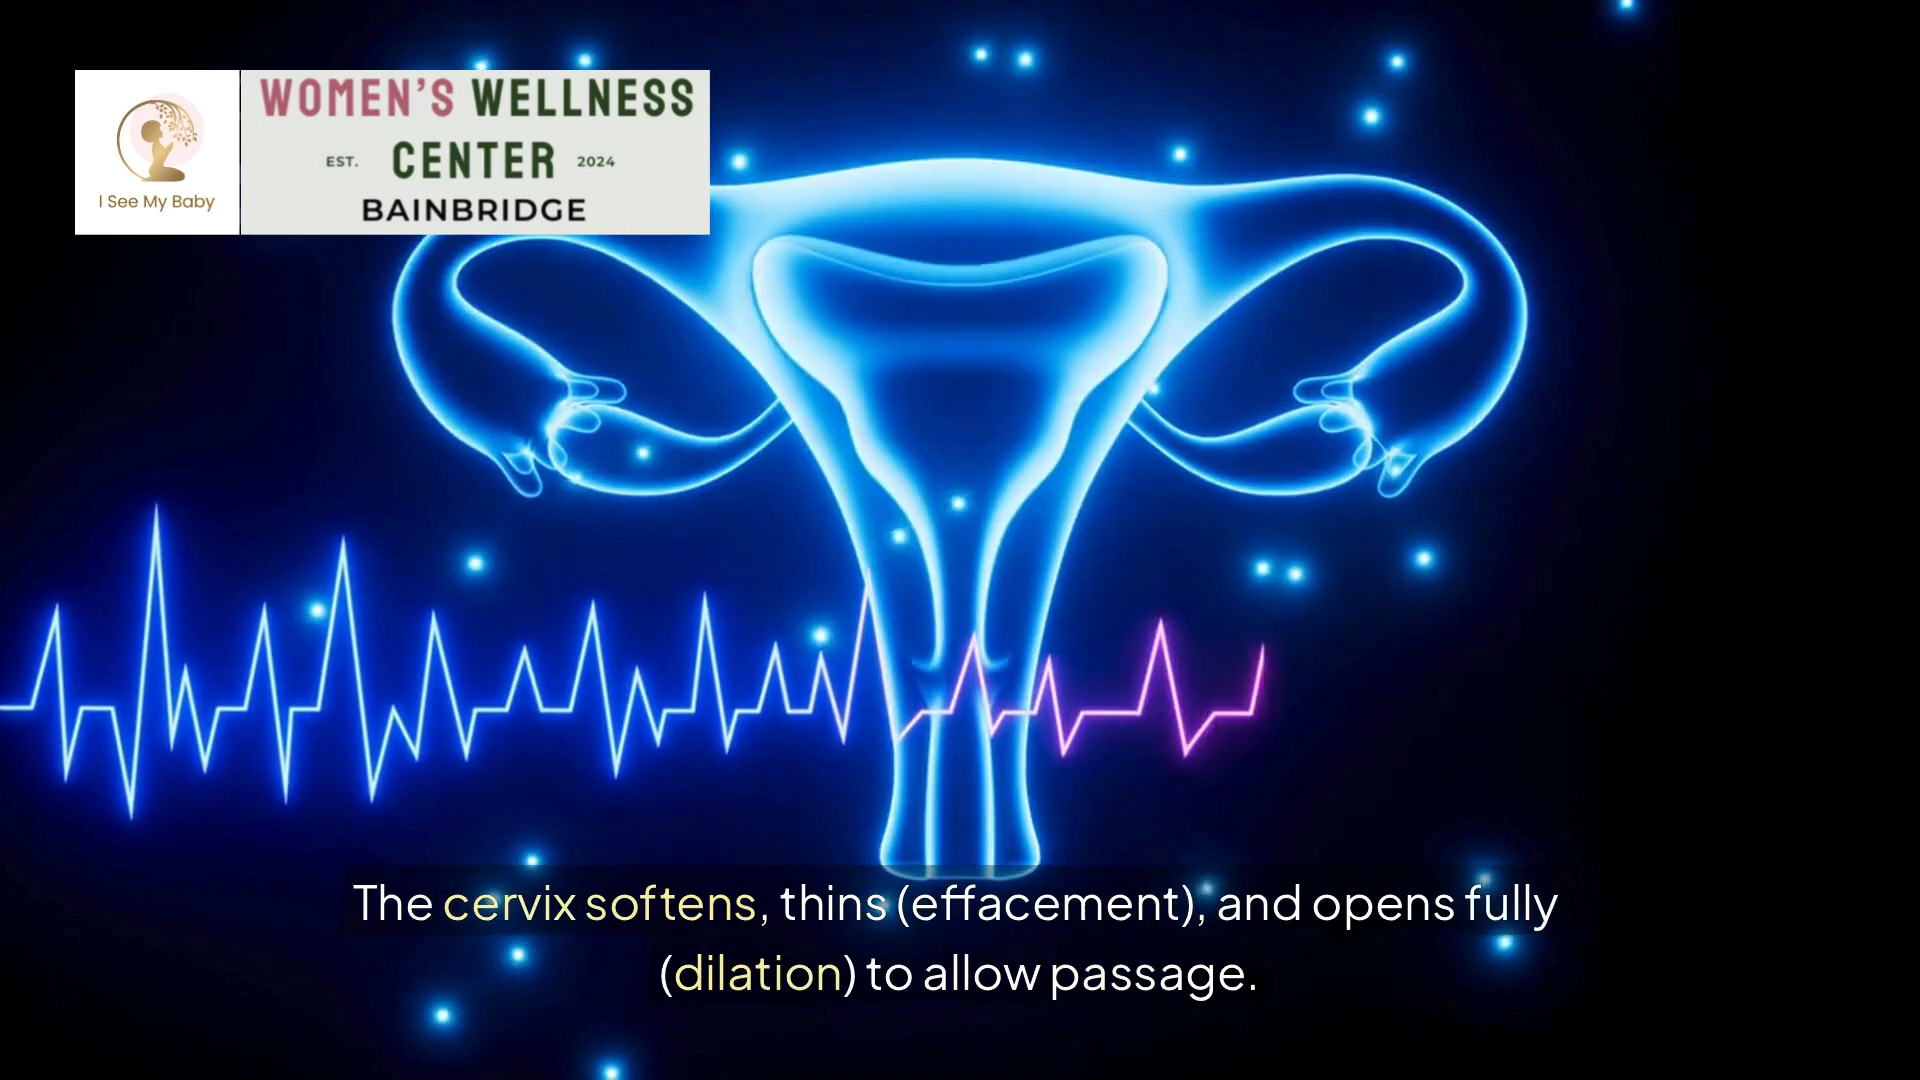 I See My Baby
WOMEN'S WELLNESS
EST. CENTER 2024
BAINBRIDGE
The cervix softens, thins (effacement), and opens fully
(dilation) to allow passage.